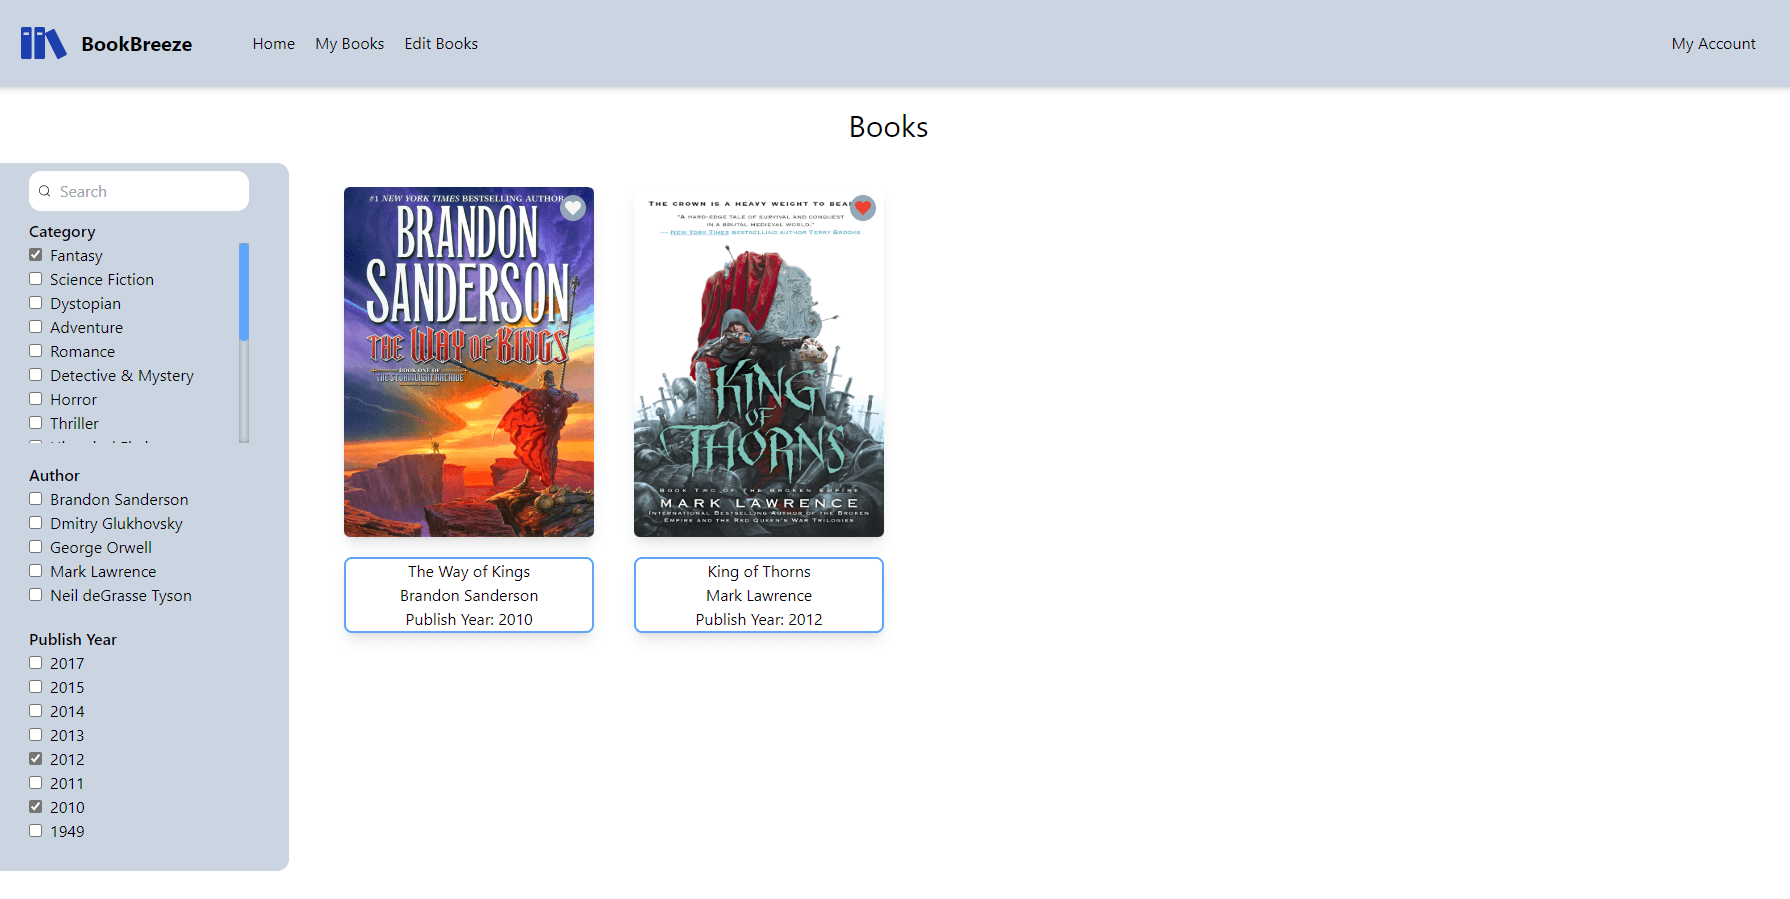 BookBreeze
Home
My Books
Edit Books
My Account
Books
Search
Category
Fantasy
Science Fiction
Dystopian
Adventure
Romance
Detective & Mystery
Horror
Thriller
Author
Brandon Sanderson
Dmitry Glukhovsky
George Orwell
Mark Lawrence
Neil deGrasse Tyson
Publish Year
2017
2015
2014
2013
2012
2011
2010
1949
#1 NEW YORK TIMES BESTSELLING AUTHOR
BRANDON
SANDERSON
THE WAY OF KINGS
BOOK ONE OF
THE STORMLIGHT ARCHIVE
The Way of Kings
Brandon Sanderson
Publish Year: 2010
THE CROWN IS A HEAVY WEIGHT TO BEAR
"A HARD-EDGE TALE OF SURVIVAL AND CONQUEST
IN A BRUTAL MEDIEVAL WORLD."
— NEW YORK TIMES BESTSELLING AUTHOR TERRY BROOKS
KING
OF
THORNS
BOOK TWO OF THE BROKEN EMPIRE
MARK LAWRENCE
INTERNATIONAL BESTSELLING AUTHOR OF THE BROKEN
EMPIRE AND THE RED QUEEN'S WAR TRILOGIES
King of Thorns
Mark Lawrence
Publish Year: 2012